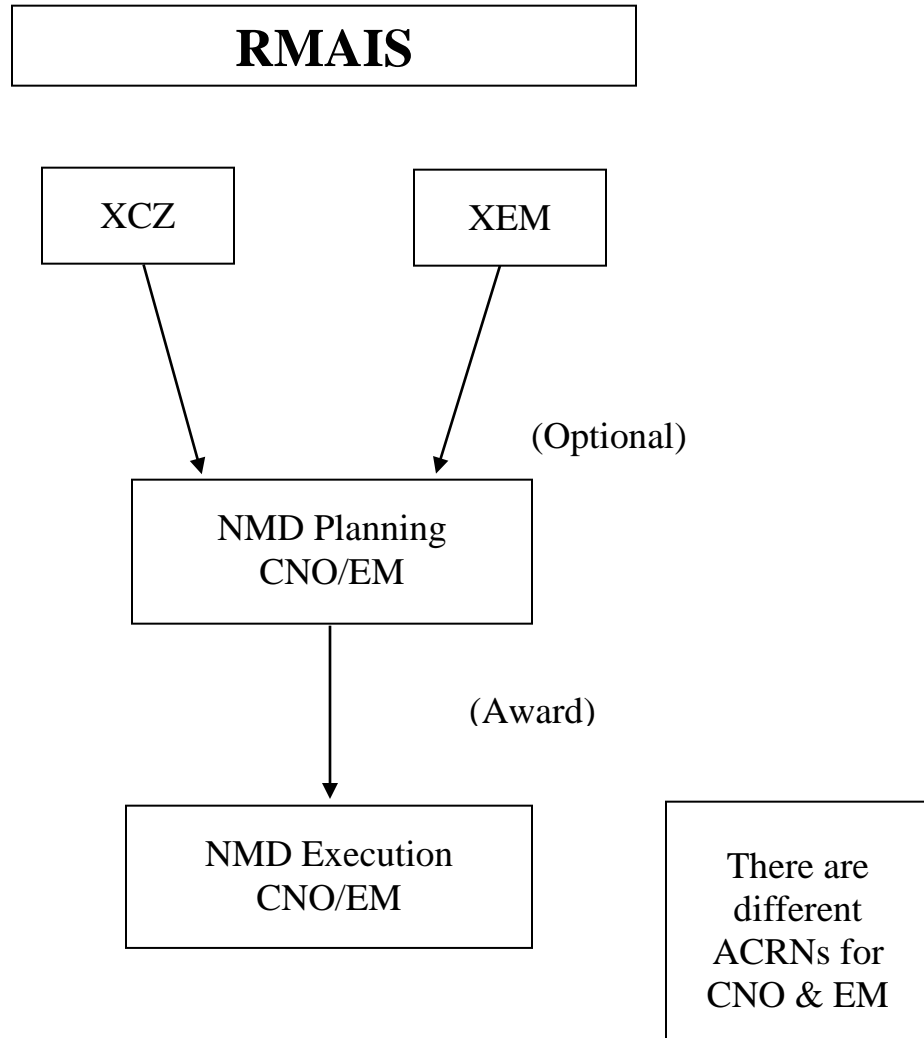 RMAIS
XCZ
XEM
(Optional)
NMD Planning
CNO/EM
(Award)
NMD Execution
CNO/EM
There are
different
ACRNs for
CNO & EM